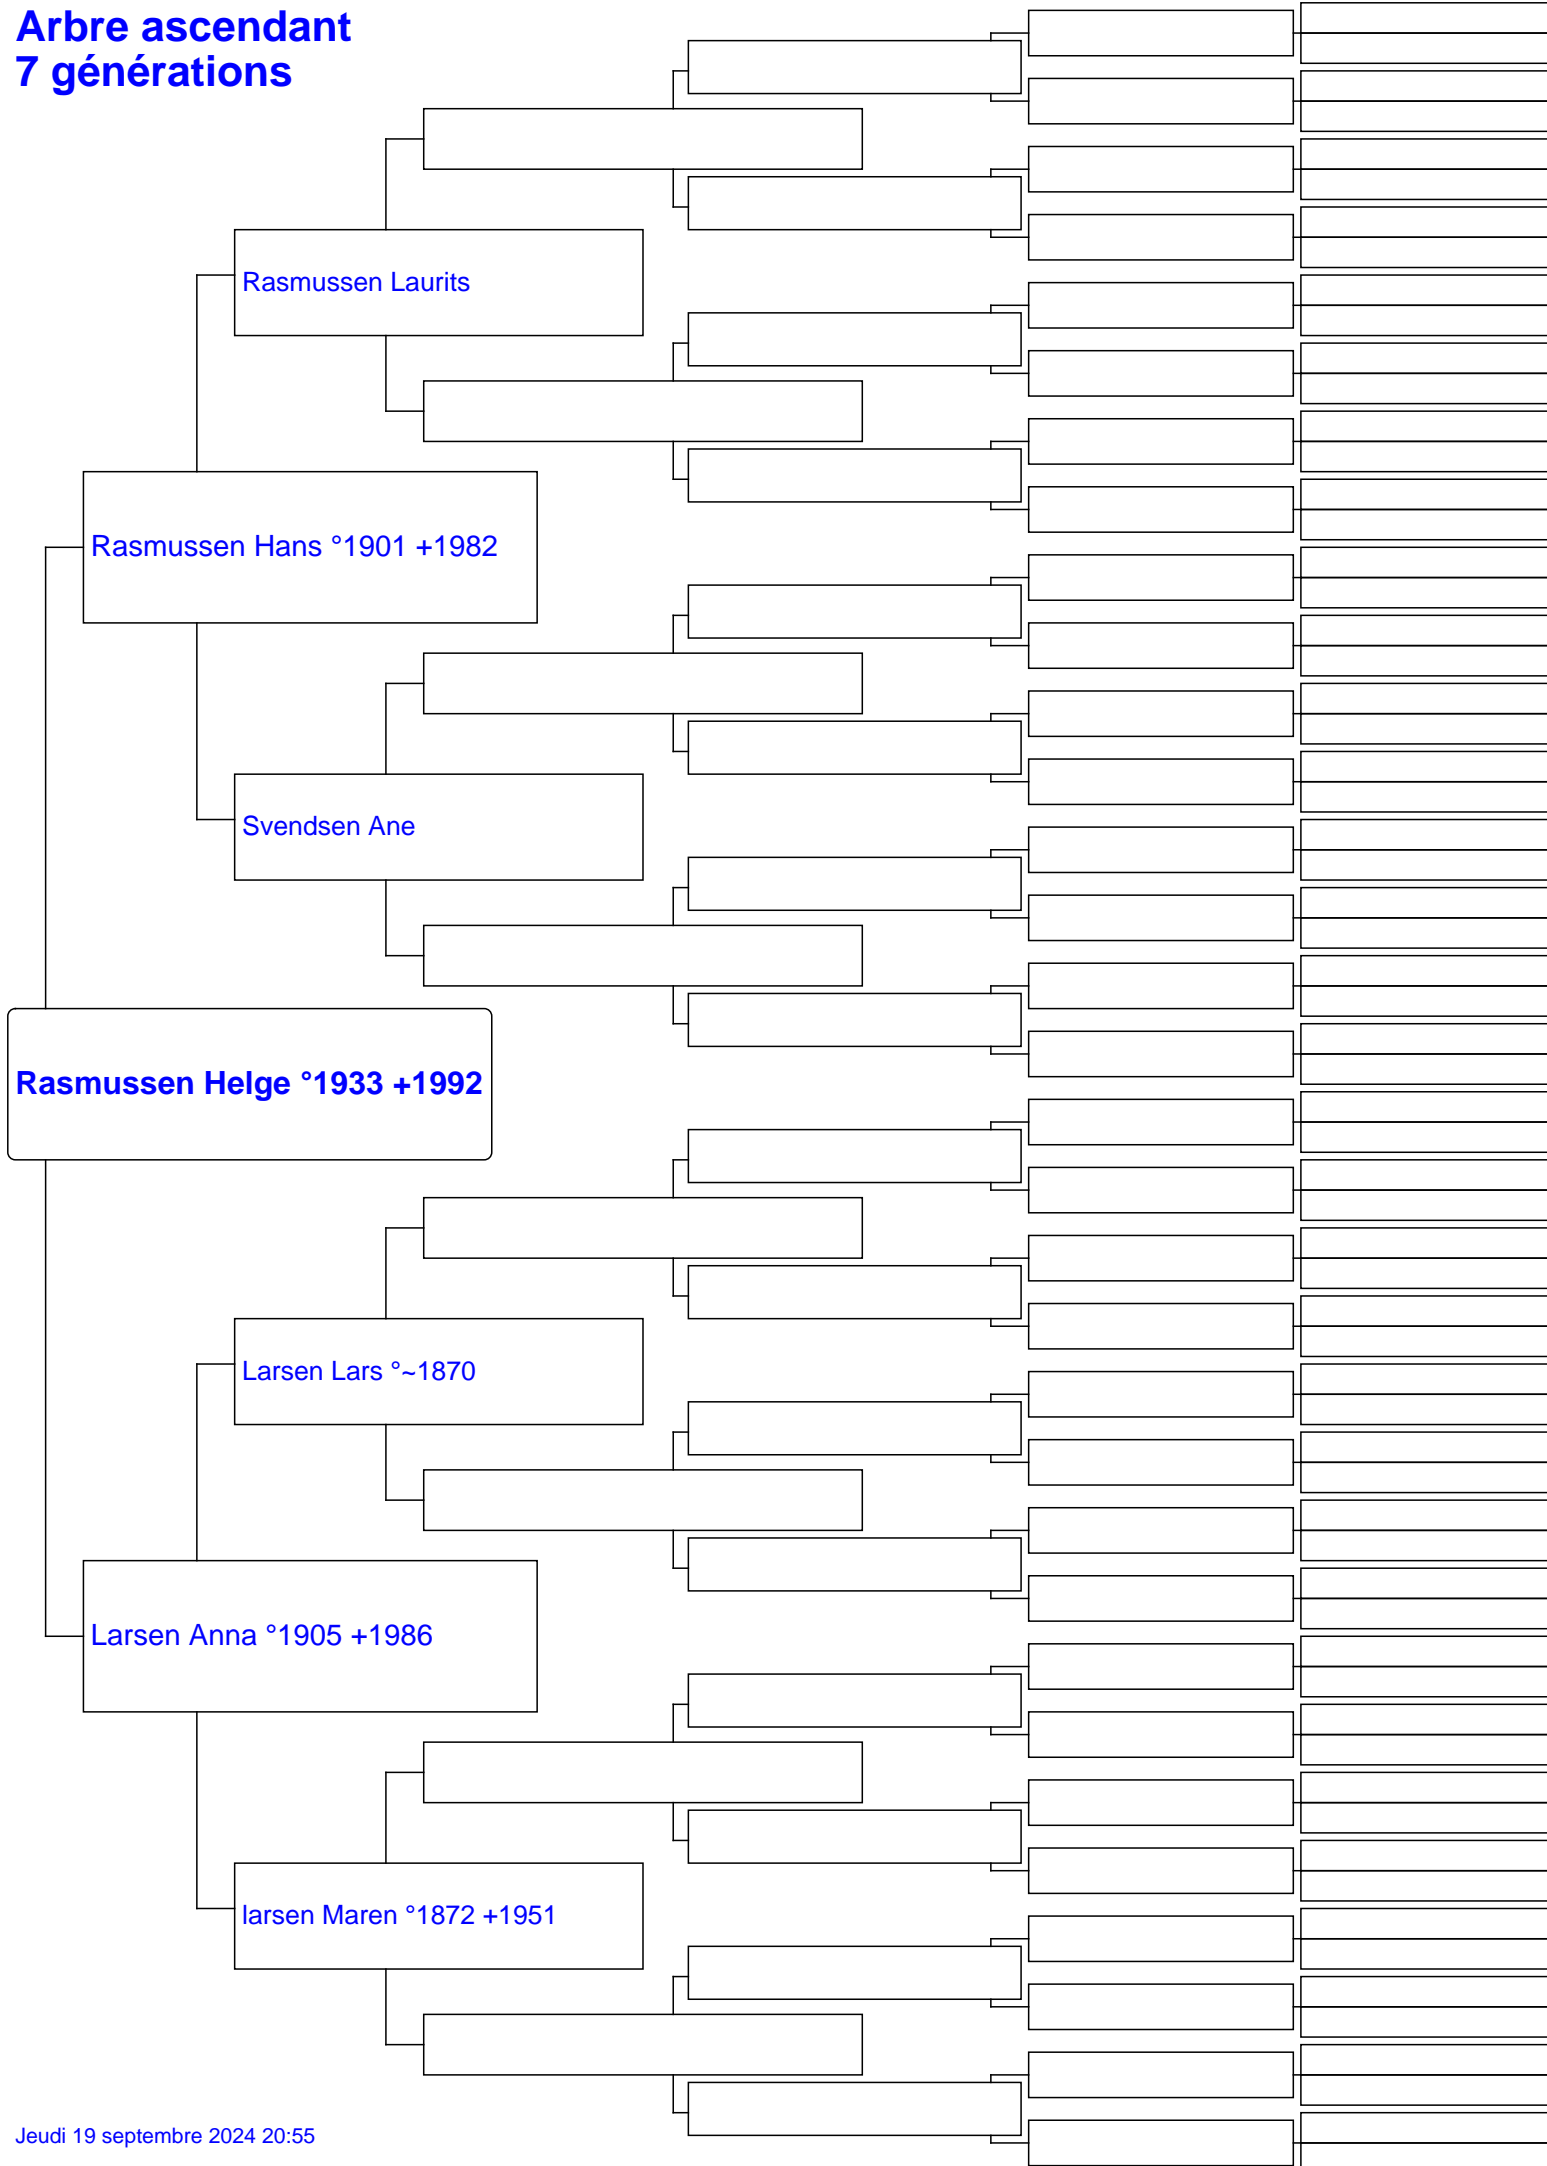 Arbre ascendant
7 générations
Rasmussen Laurits
Rasmussen Hans °1901 +1982
Svendsen Ane
Rasmussen Helge °1933 +1992
Larsen Lars °~1870
Larsen Anna °1905 +1986
larsen Maren °1872 +1951
Jeudi 19 septembre 2024 20:55